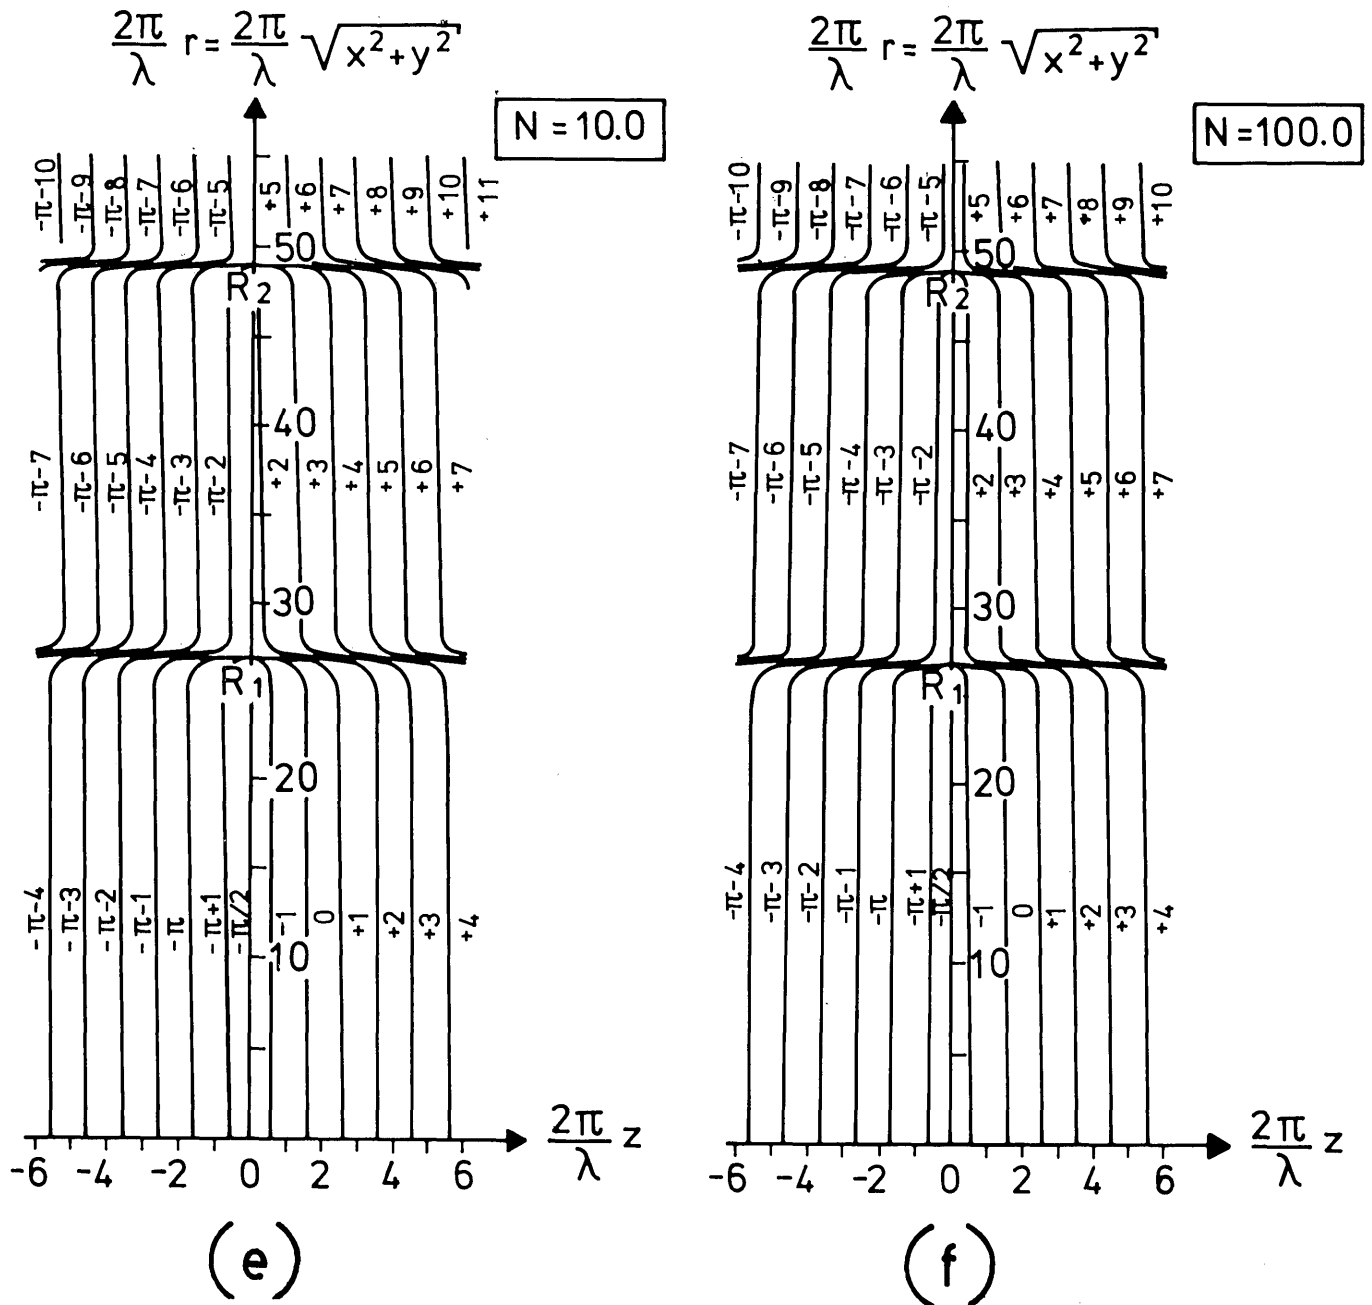 2π/λ r = 2π/λ √x²+y²
N = 10.0
-π-10 -π-9 -π-8 -π-7 -π-6 -π-5 +5 +6 +7 +8 +9 +10 +11
50
R₂
40
-π-7 -π-6 -π-5 -π-4 -π-3 -π-2 +2 +3 +4 +5 +6 +7
30
R₁
20
-π-4 -π-3 -π-2 -π-1 -π -π+1 -π/2 -1 0 +1 +2 +3 +4
10
-6 -4 -2 0 2 4 6
2π/λ z
(e)
2π/λ r = 2π/λ √x²+y²
N = 100.0
-π-10 -π-9 -π-8 -π-7 -π-6 -π-5 +5 +6 +7 +8 +9 +10
50
R₂
40
-π-7 -π-6 -π-5 -π-4 -π-3 -π-2 +2 +3 +4 +5 +6 +7
30
R₁
20
-π-4 -π-3 -π-2 -π-1 -π -π+1 -π/2 -1 0 +1 +2 +3 +4
10
-6 -4 -2 0 2 4 6
2π/λ z
(f)